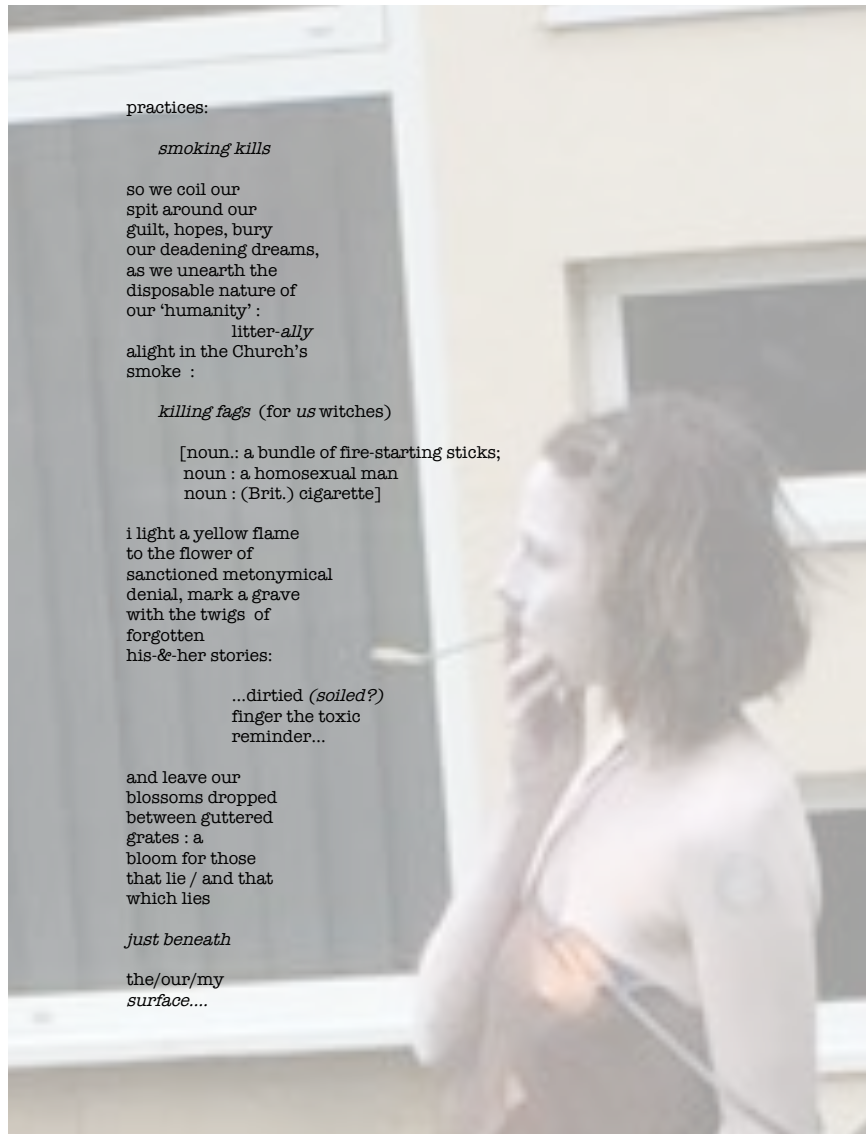 practices:
smoking kills
so we coil our
spit around our
guilt, hopes, bury
our deadening dreams,
as we unearth the
disposable nature of
our ‘humanity’ :
litter-ally
alight in the Church’s
smoke :
killing fags (for us witches)
[noun.: a bundle of fire-starting sticks;
noun : a homosexual man
noun : (Brit.) cigarette]
i light a yellow flame
to the flower of
sanctioned metonymical
denial, mark a grave
with the twigs of
forgotten
his-&-her stories:
...dirtied (soiled?)
finger the toxic
reminder...
and leave our
blossoms dropped
between guttered
grates : a
bloom for those
that lie / and that
which lies
just beneath
the/our/my
surface....